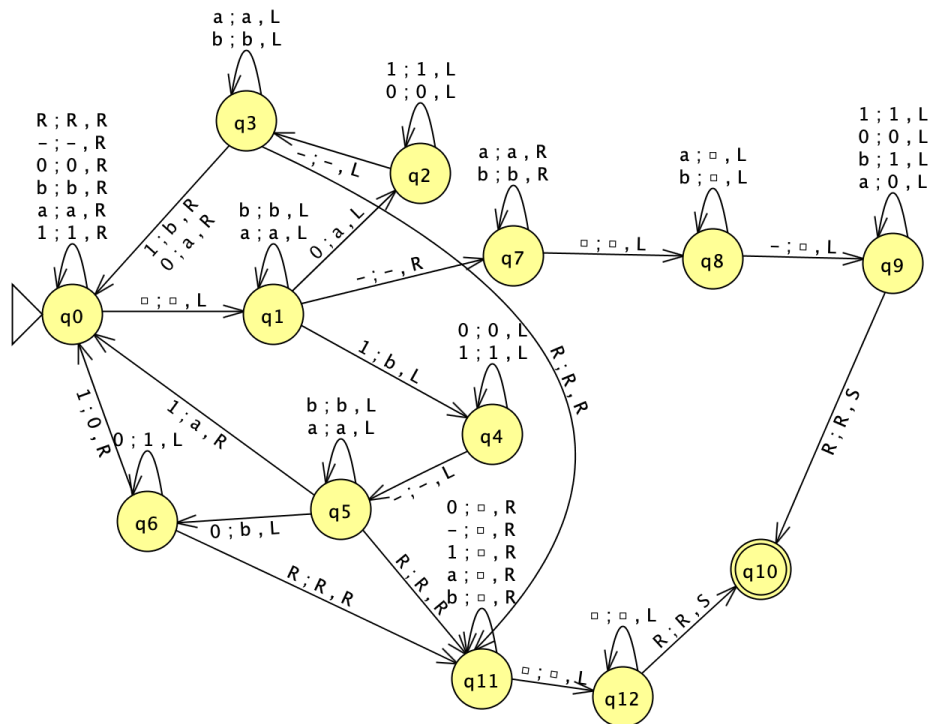 a ; a , L
b ; b , L
q3
1 ; 1 , L
0 ; 0 , L
q2
R ; R , R
- ; - , R
0 ; 0 , R
b ; b , R
a ; a , R
1 ; 1 , R
q0
- ; - , L
1 ; b , R
0 ; a , R
b ; b , L
a ; a , L
q1
0 ; a , L
□ ; □ , L
a ; a , R
b ; b , R
q7
- ; - , R
□ ; □ , L
a ; □ , L
b ; □ , L
q8
- ; □ , L
1 ; 1 , L
0 ; 0 , L
b ; 1 , L
a ; 0 , L
q9
1 ; b , L
0 ; 0 , L
1 ; 1 , L
q4
R ; R , R
R ; R , S
1 ; 0 , R
1 ; a , R
0 ; 1 , L
q6
b ; b , L
a ; a , L
q5
- ; - , L
0 ; b , L
R ; R , R
R ; R , R
0 ; □ , R
- ; □ , R
1 ; □ , R
a ; □ , R
b ; □ , R
q11
□ ; □ , L
□ ; □ , L
q12
R ; R , S
q10